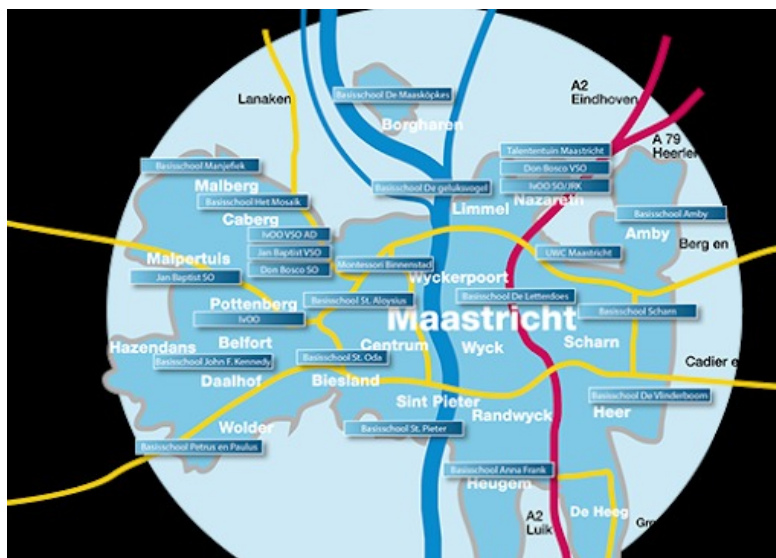 A2
Eindhoven
Lanaken
Basisschool De Maasköpkes
Borgharen
A 79
Heerlen
Talententuin Maastricht
Basisschool Manjefiek
Don Bosco VSO
Malberg
IvOO SO/JRK
Basisschool De geluksvogel
Nazareth
Basisschool Het Mosaik
Limmel
Caberg
Basisschool Amby
IvOO VSO AD
Amby
Berg en
Jan Baptist VSO
UWC Maastricht
Malpertuis
Montessori Binnenstad
Don Bosco SO
Wyckerpoort
Jan Baptist SO
Basisschool De Letterdoes
Pottenberg
Basisschool St. Aloysius
Basisschool Scharn
IvOO
Maastricht
Hazendans
Belfort
Centrum
Wyck
Scharn
Basisschool St. Oda
Basisschool John F. Kennedy
Cadier e
Daalhof
Biesland
Basisschool De Vlinderboom
Sint Pieter
Randwyck
Heer
Wolder
Basisschool St. Pieter
Basisschool Petrus en Paulus
Basisschool Anna Frank
Heugem
De Heeg
A2
Luik
Gro